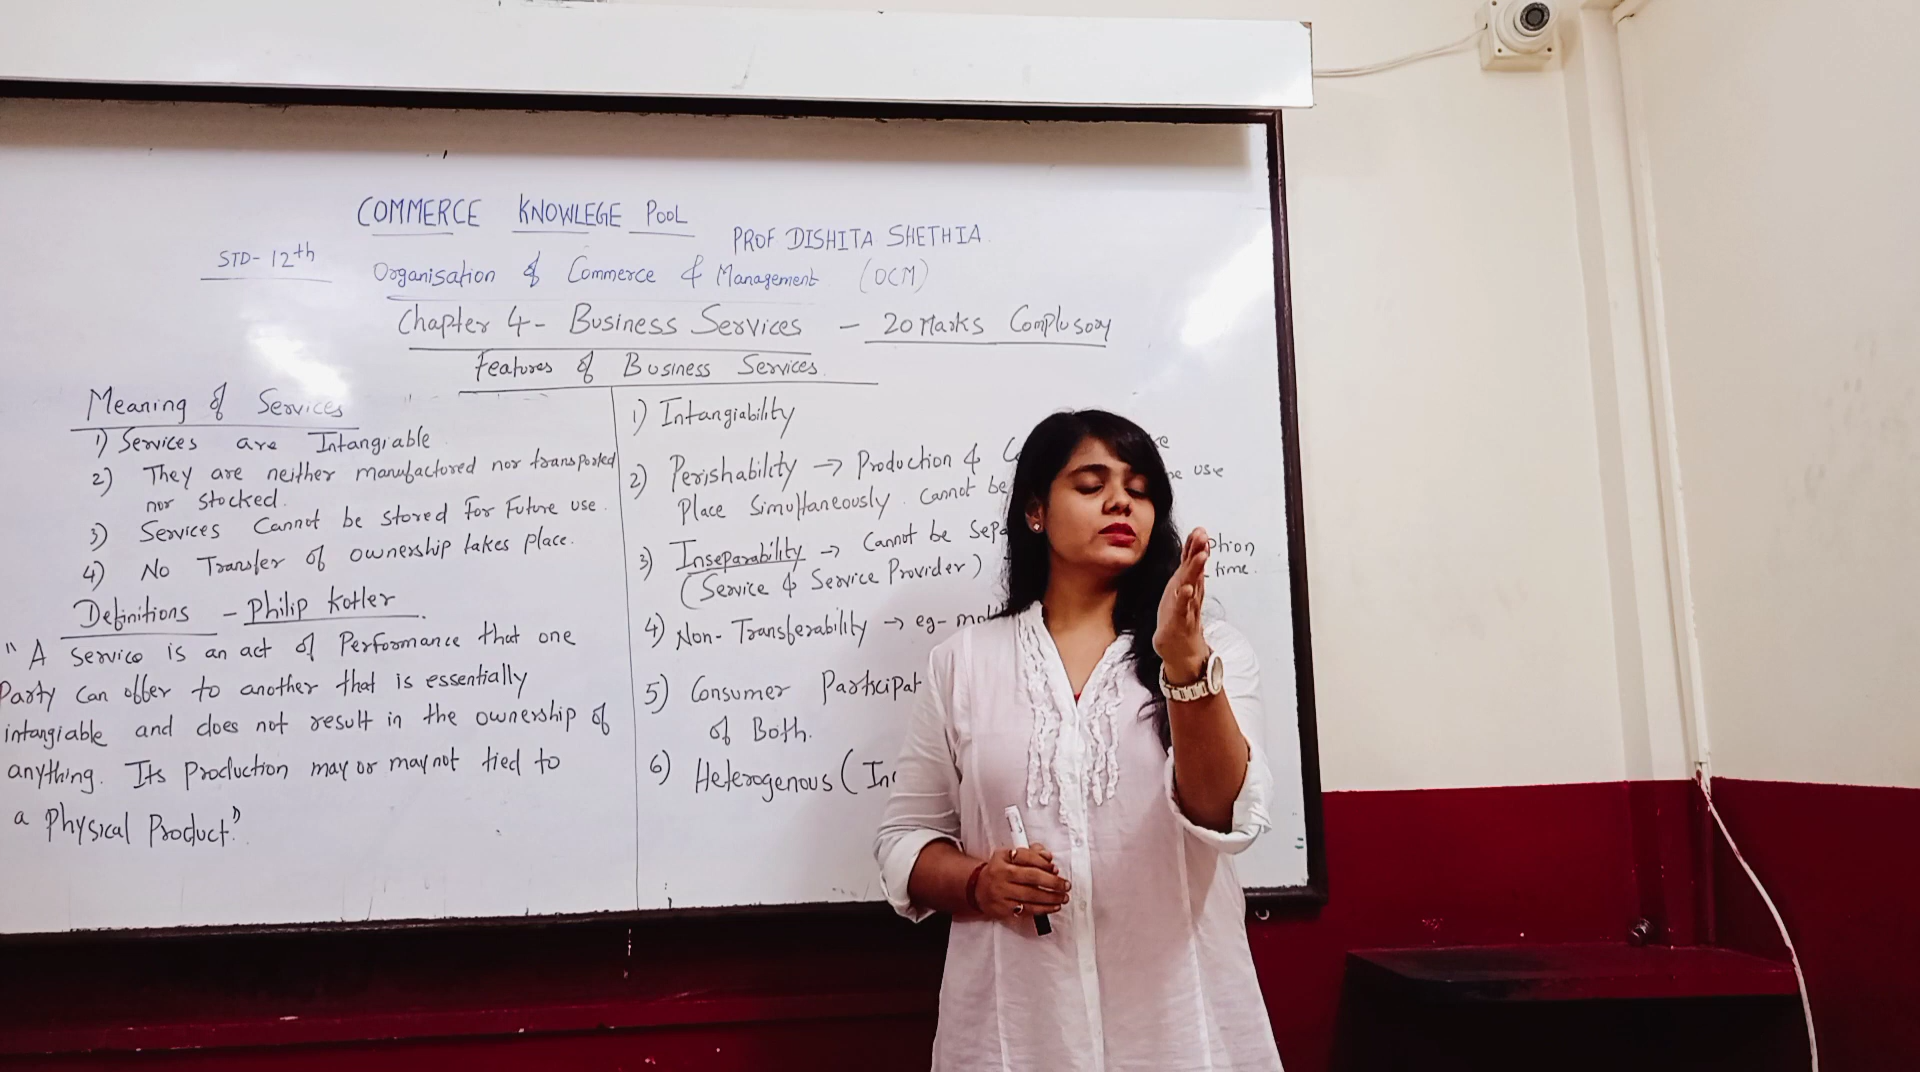 COMMERCE KNOWLEGE POOL
PROF DISHITA SHETHIA
STD- 12th
Organisation of Commerce & Management (OCM)
Chapter 4- Business Services - 20 Marks Complusory
Features of Business Services.
Meaning of Services
1) Services are Intangiable
2) They are neither manufactured nor transported
nor stocked.
3) Services Cannot be stored for Future use.
4) No Transfer of ownership takes place.
Definitions - Philip Kotler.
"A Service is an act of Performance that one
Party can offer to another that is essentially
intangiable and does not result in the ownership of
anything. Its Production may or may not tied to
a Physical Product."
1) Intangiability
2) Perishability → Production &
Place Simultaneously. Cannot be use
3) Inseparability → Cannot be
(Service & Service Provider) time.
4) Non-Transferability → eg-
5) Consumer
of Both.
6) Heterogenous (